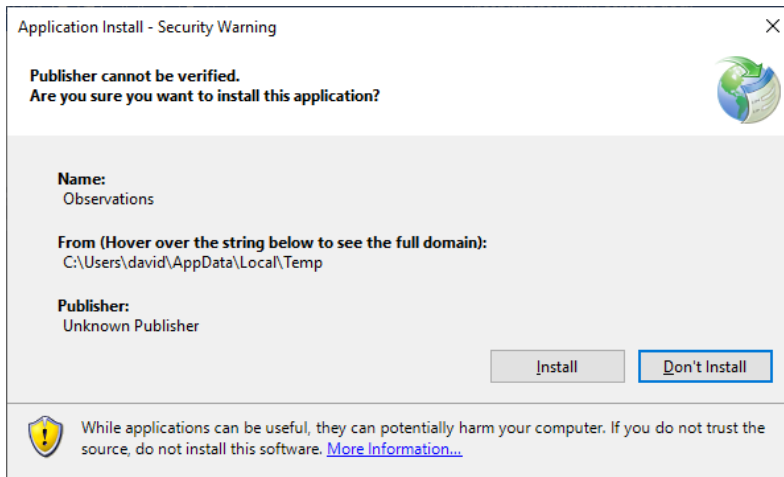 Application Install - Security Warning
Publisher cannot be verified.
Are you sure you want to install this application?
Name:
Observations
From (Hover over the string below to see the full domain):
C:\Users\david\AppData\Local\Temp
Publisher:
Unknown Publisher
Install
Don't Install
While applications can be useful, they can potentially harm your computer. If you do not trust the
source, do not install this software. More Information...